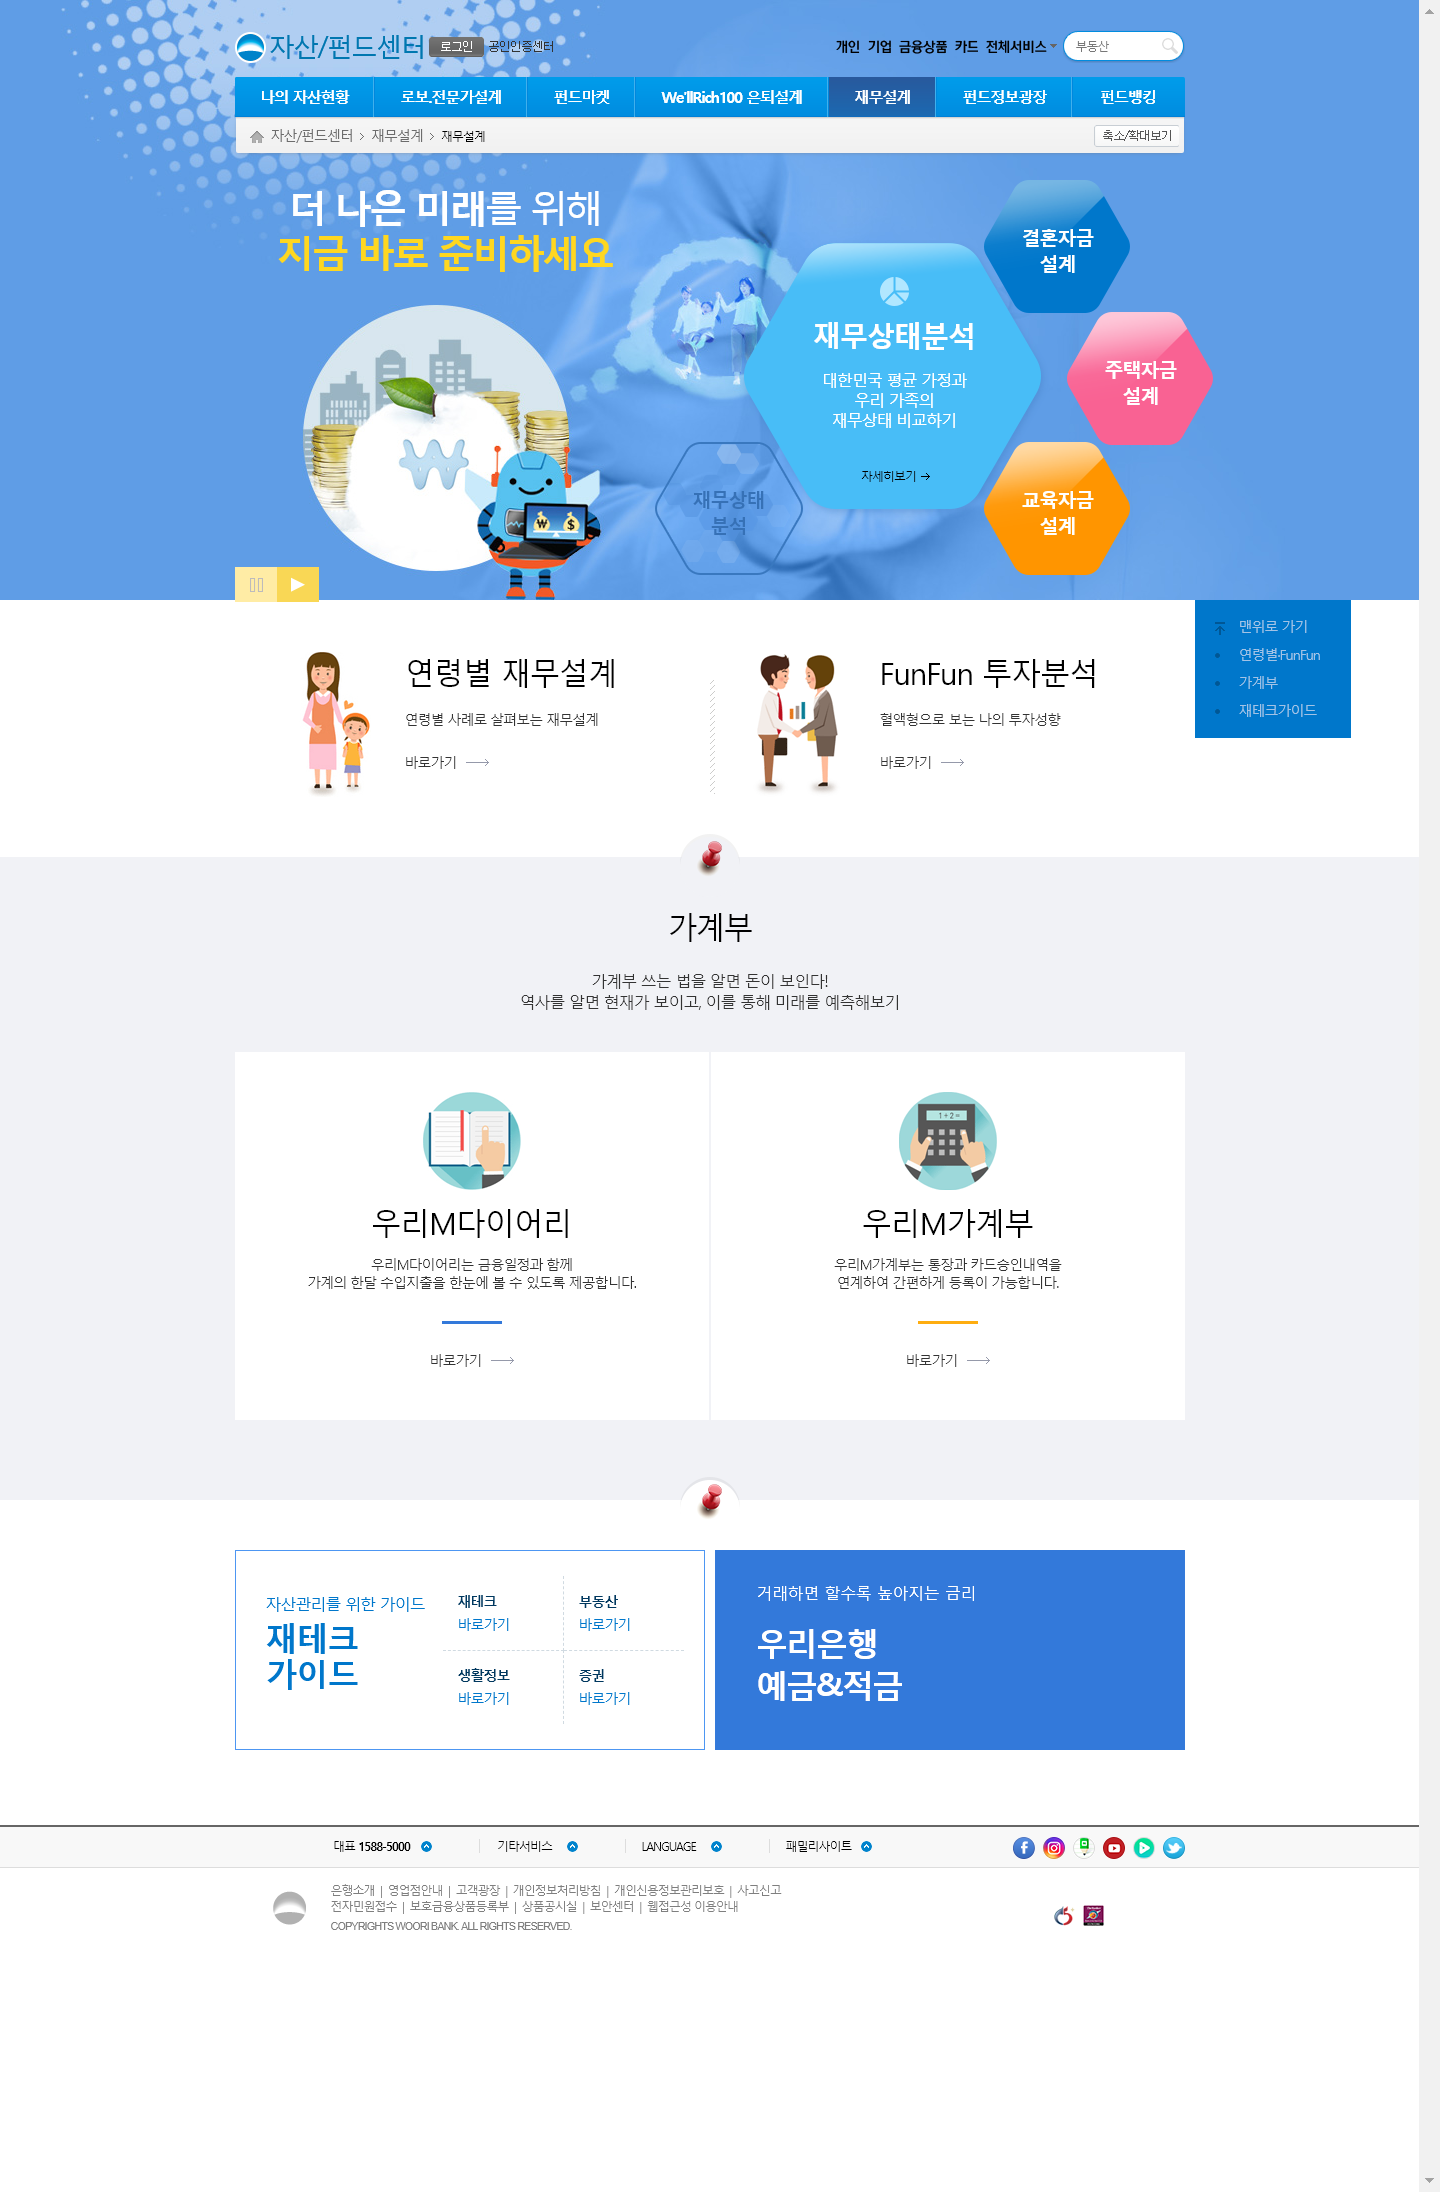 자산/펀드센터 로그인 공인인증센터
개인 기업 금융상품 카드 전체서비스 부동산
나의 자산현황 로보.전문가설계 펀드마켓 We'llRich100 은퇴설계 재무설계 펀드정보광장 펀드뱅킹
자산/펀드센터 > 재무설계 > 재무설계
축소/확대보기
더 나은 미래를 위해
지금 바로 준비하세요
재무상태분석
대한민국 평균 가정과
우리 가족의
재무상태 비교하기
자세히보기 →
결혼자금
설계
주택자금
설계
교육자금
설계
재무상태
분석
맨위로 가기
연령별·FunFun
가계부
재테크가이드
연령별 재무설계
연령별 사례로 살펴보는 재무설계
바로가기
FunFun 투자분석
혈액형으로 보는 나의 투자성향
바로가기
가계부
가계부 쓰는 법을 알면 돈이 보인다!
역사를 알면 현재가 보이고, 이를 통해 미래를 예측해보기
우리M다이어리
우리M다이어리는 금융일정과 함께
가계의 한달 수입지출을 한눈에 볼 수 있도록 제공합니다.
바로가기
1+2=
우리M가계부
우리M가계부는 통장과 카드승인내역을
연계하여 간편하게 등록이 가능합니다.
바로가기
자산관리를 위한 가이드
재테크
가이드
재테크
바로가기
부동산
바로가기
생활정보
바로가기
증권
바로가기
거래하면 할수록 높아지는 금리
우리은행
예금&적금
대표 1588-5000 기타서비스 LANGUAGE 패밀리사이트
은행소개 | 영업점안내 | 고객광장 | 개인정보처리방침 | 개인신용정보관리보호 | 사고신고
전자민원접수 | 보호금융상품등록부 | 상품공시실 | 보안센터 | 웹접근성 이용안내
COPYRIGHTS WOORI BANK. ALL RIGHTS RESERVED.